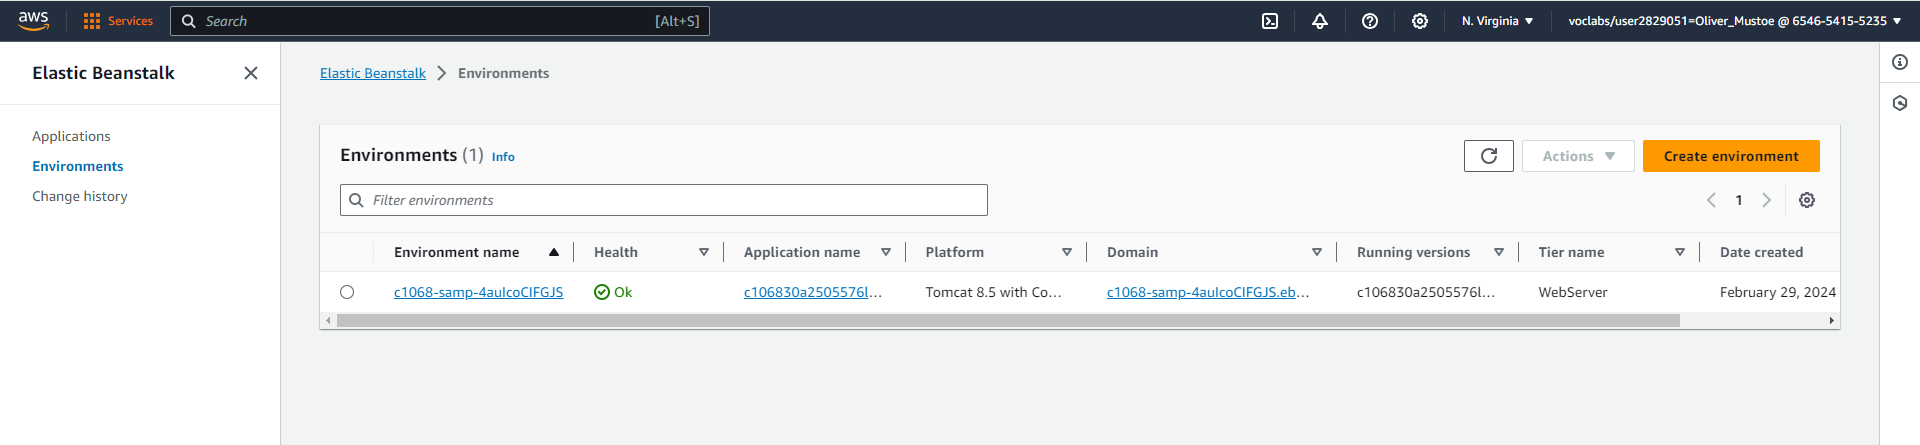 aws Services Search [Alt+S] N. Virginia voclabs/user2829051=Oliver_Mustoe @ 6546-5415-5235
Elastic Beanstalk
Applications
Environments
Change history
Elastic Beanstalk Environments
Environments (1) Info Actions Create environment
Filter environments 1
Environment name Health Application name Platform Domain Running versions Tier name Date created
c1068-samp-4auIcoCIFGJS Ok c106830a2505576l... Tomcat 8.5 with Co... c1068-samp-4auIcoCIFGJS.eb... c106830a2505576l... WebServer February 29, 2024